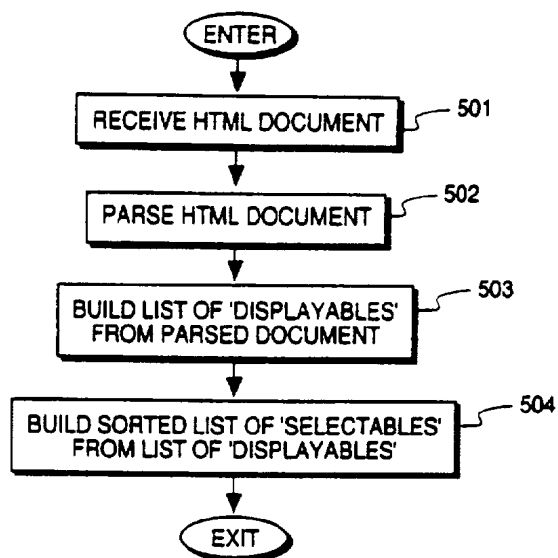 ENTER
RECEIVE HTML DOCUMENT
501
PARSE HTML DOCUMENT
502
BUILD LIST OF 'DISPLAYABLES'
FROM PARSED DOCUMENT
503
BUILD SORTED LIST OF 'SELECTABLES'
FROM LIST OF 'DISPLAYABLES'
504
EXIT